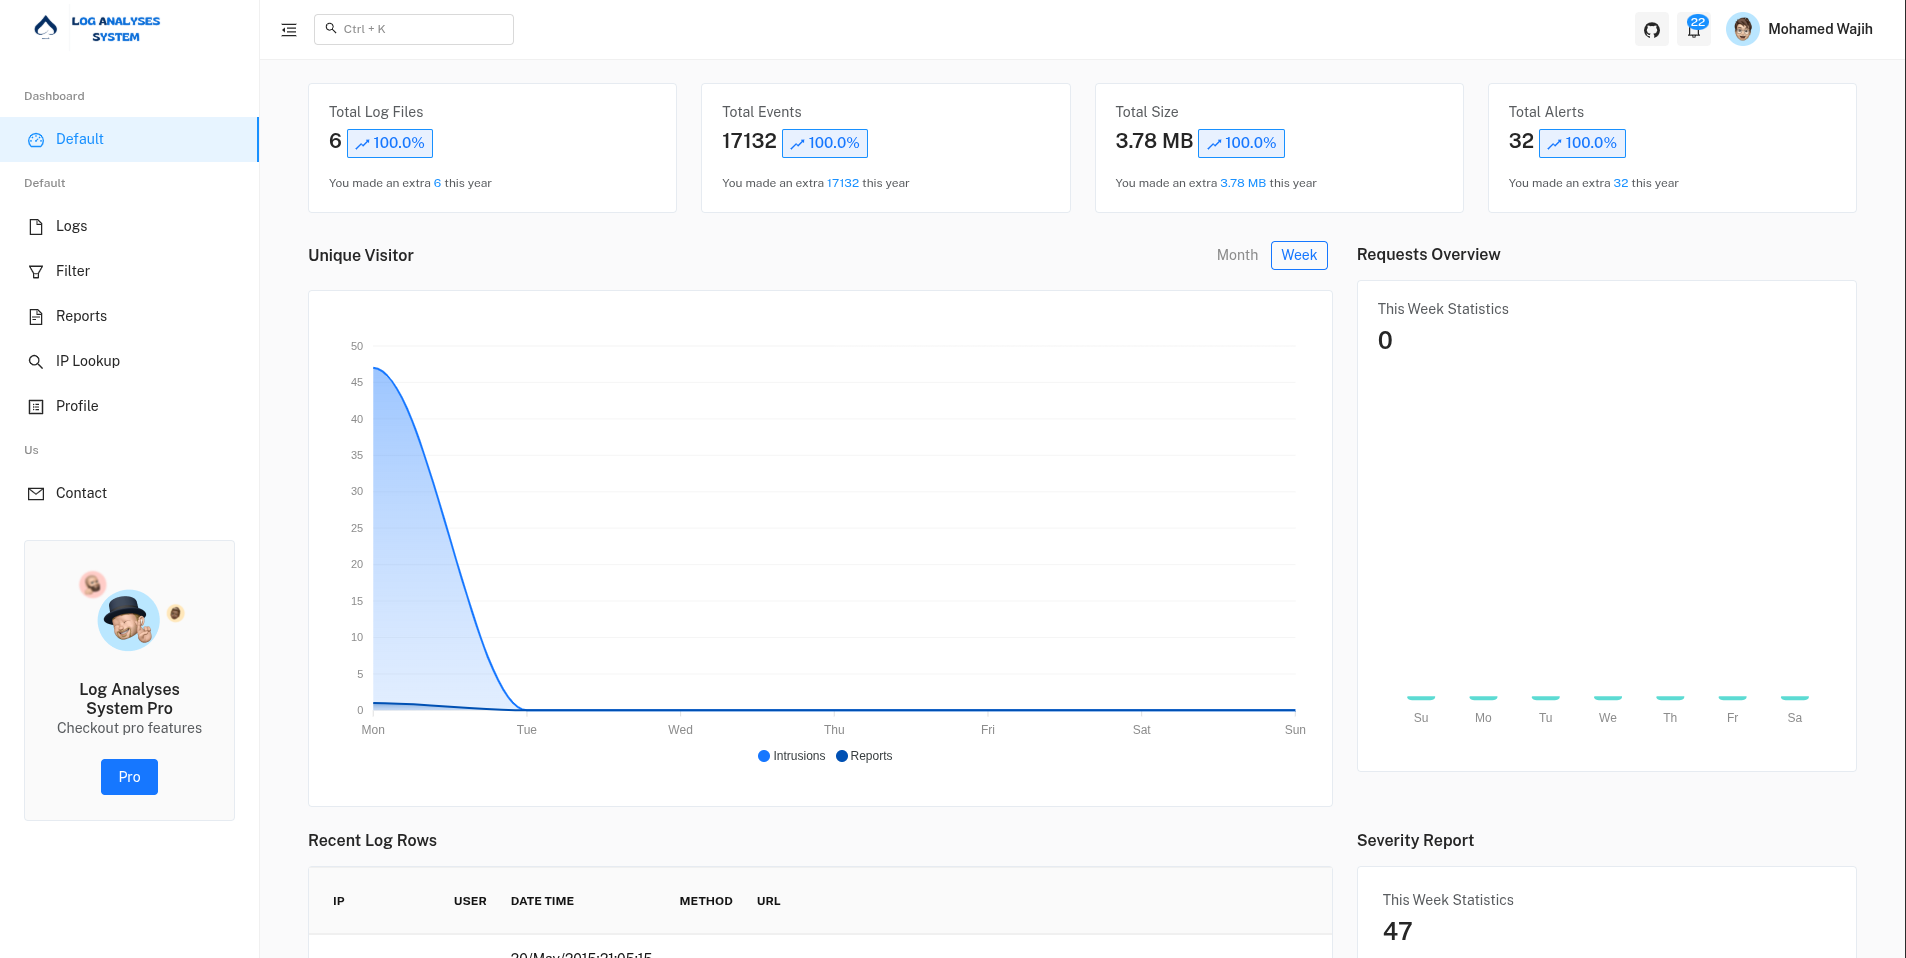 LOG ANALYSES
SYSTEM
Ctrl + K
22
Mohamed Wajih
Dashboard
Default
Default
Logs
Filter
Reports
IP Lookup
Profile
Us
Contact
Log Analyses
System Pro
Checkout pro features
Pro
Total Log Files
6 100.0%
You made an extra 6 this year
Total Events
17132 100.0%
You made an extra 17132 this year
Total Size
3.78 MB 100.0%
You made an extra 3.78 MB this year
Total Alerts
32 100.0%
You made an extra 32 this year
Unique Visitor
Month Week
50
45
40
35
30
25
20
15
10
5
0
Mon Tue Wed Thu Fri Sat Sun
Intrusions Reports
Requests Overview
This Week Statistics
0
Su Mo Tu We Th Fr Sa
Recent Log Rows
IP USER DATE TIME METHOD URL
20/May/2015:21:05:15
Severity Report
This Week Statistics
47